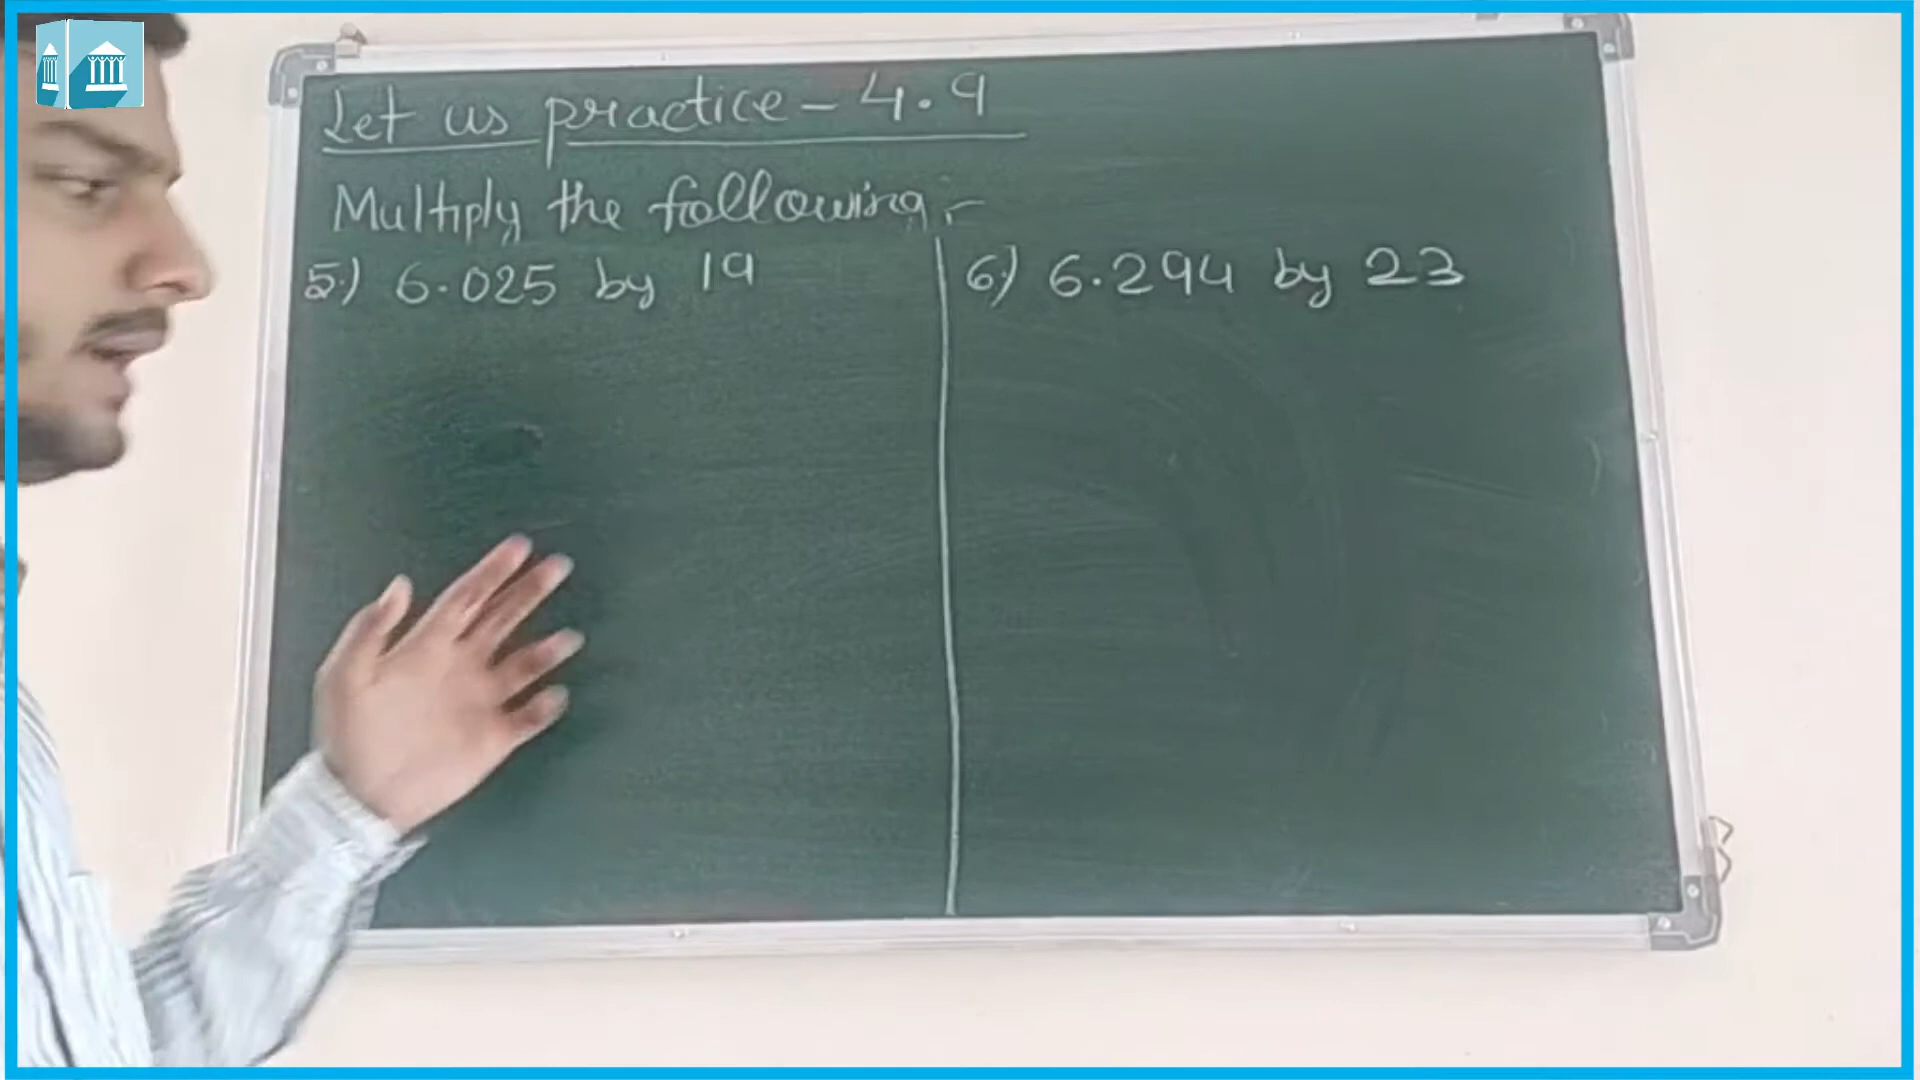 Let us practice - 4.9
Multiply the following :-
5.) 6.025 by 19
6.) 6.294 by 23